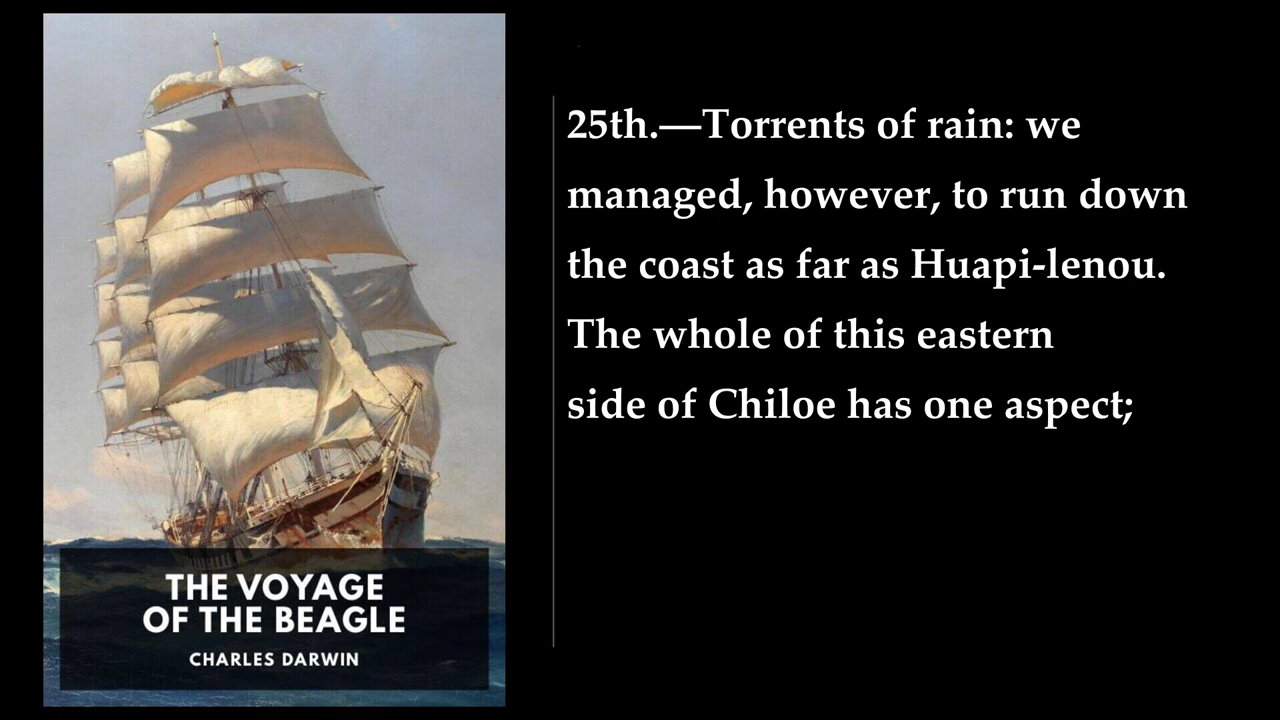 THE VOYAGE
OF THE BEAGLE
CHARLES DARWIN
25th.—Torrents of rain: we
managed, however, to run down
the coast as far as Huapi-lenou.
The whole of this eastern
side of Chiloe has one aspect;